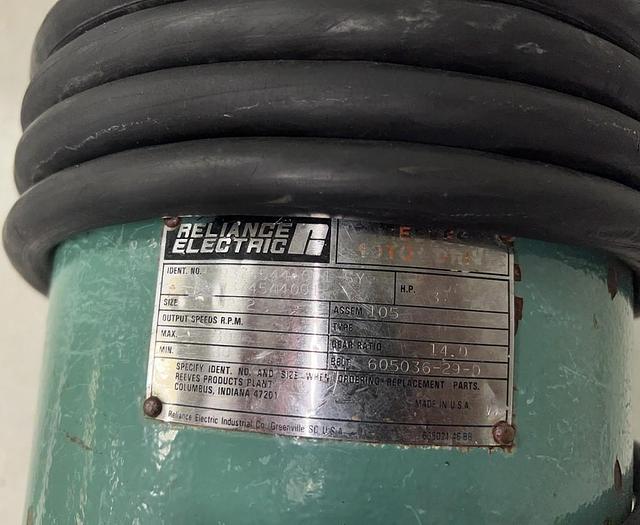 RELIANCE
ELECTRIC
IDENT. NO.
H.P.
SIZE 2
ASSEM 105
OUTPUT SPEEDS R.P.M.
TYPE
MAX.
GEAR RATIO 14.0
MIN.
605036-29-0
SPECIFY IDENT. NO. AND SIZE WHEN ORDERING REPLACEMENT PARTS.
REEVES PRODUCTS PLANT
COLUMBUS, INDIANA 47201
MADE IN U.S.A.
Reliance Electric Industrial Co. Greenville SC U.S.A.